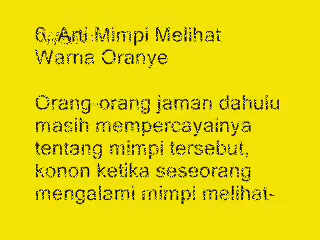 6. Arti Mimpi Melihat
Warna Oranye
Orang-orang jaman dahulu
masih mempercayainya
tentang mimpi tersebut,
konon ketika seseorang
mengalami mimpi melihat-